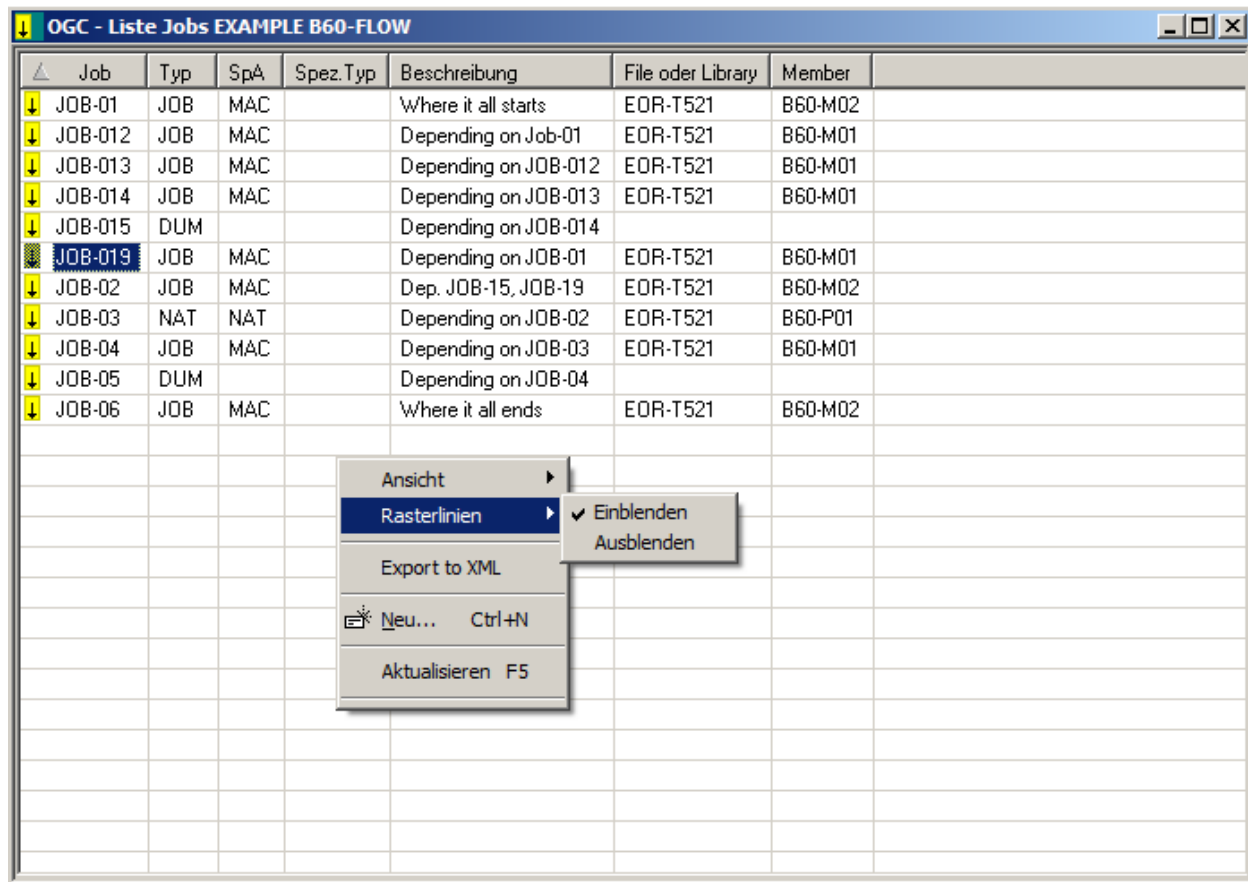 OGC - Liste Jobs EXAMPLE B60-FLOW
Job Typ SpA Spez.Typ Beschreibung File oder Library Member
JOB-01 JOB MAC Where it all starts EOR-T521 B60-M02
JOB-012 JOB MAC Depending on Job-01 EOR-T521 B60-M01
JOB-013 JOB MAC Depending on JOB-012 EOR-T521 B60-M01
JOB-014 JOB MAC Depending on JOB-013 EOR-T521 B60-M01
JOB-015 DUM Depending on JOB-014
JOB-019 JOB MAC Depending on JOB-01 EOR-T521 B60-M01
JOB-02 JOB MAC Dep. JOB-15, JOB-19 EOR-T521 B60-M02
JOB-03 NAT NAT Depending on JOB-02 EOR-T521 B60-P01
JOB-04 JOB MAC Depending on JOB-03 EOR-T521 B60-M01
JOB-05 DUM Depending on JOB-04
JOB-06 JOB MAC Where it all ends EOR-T521 B60-M02
Ansicht
Rasterlinien
Einblenden
Ausblenden
Export to XML
Neu... Ctrl+N
Aktualisieren F5